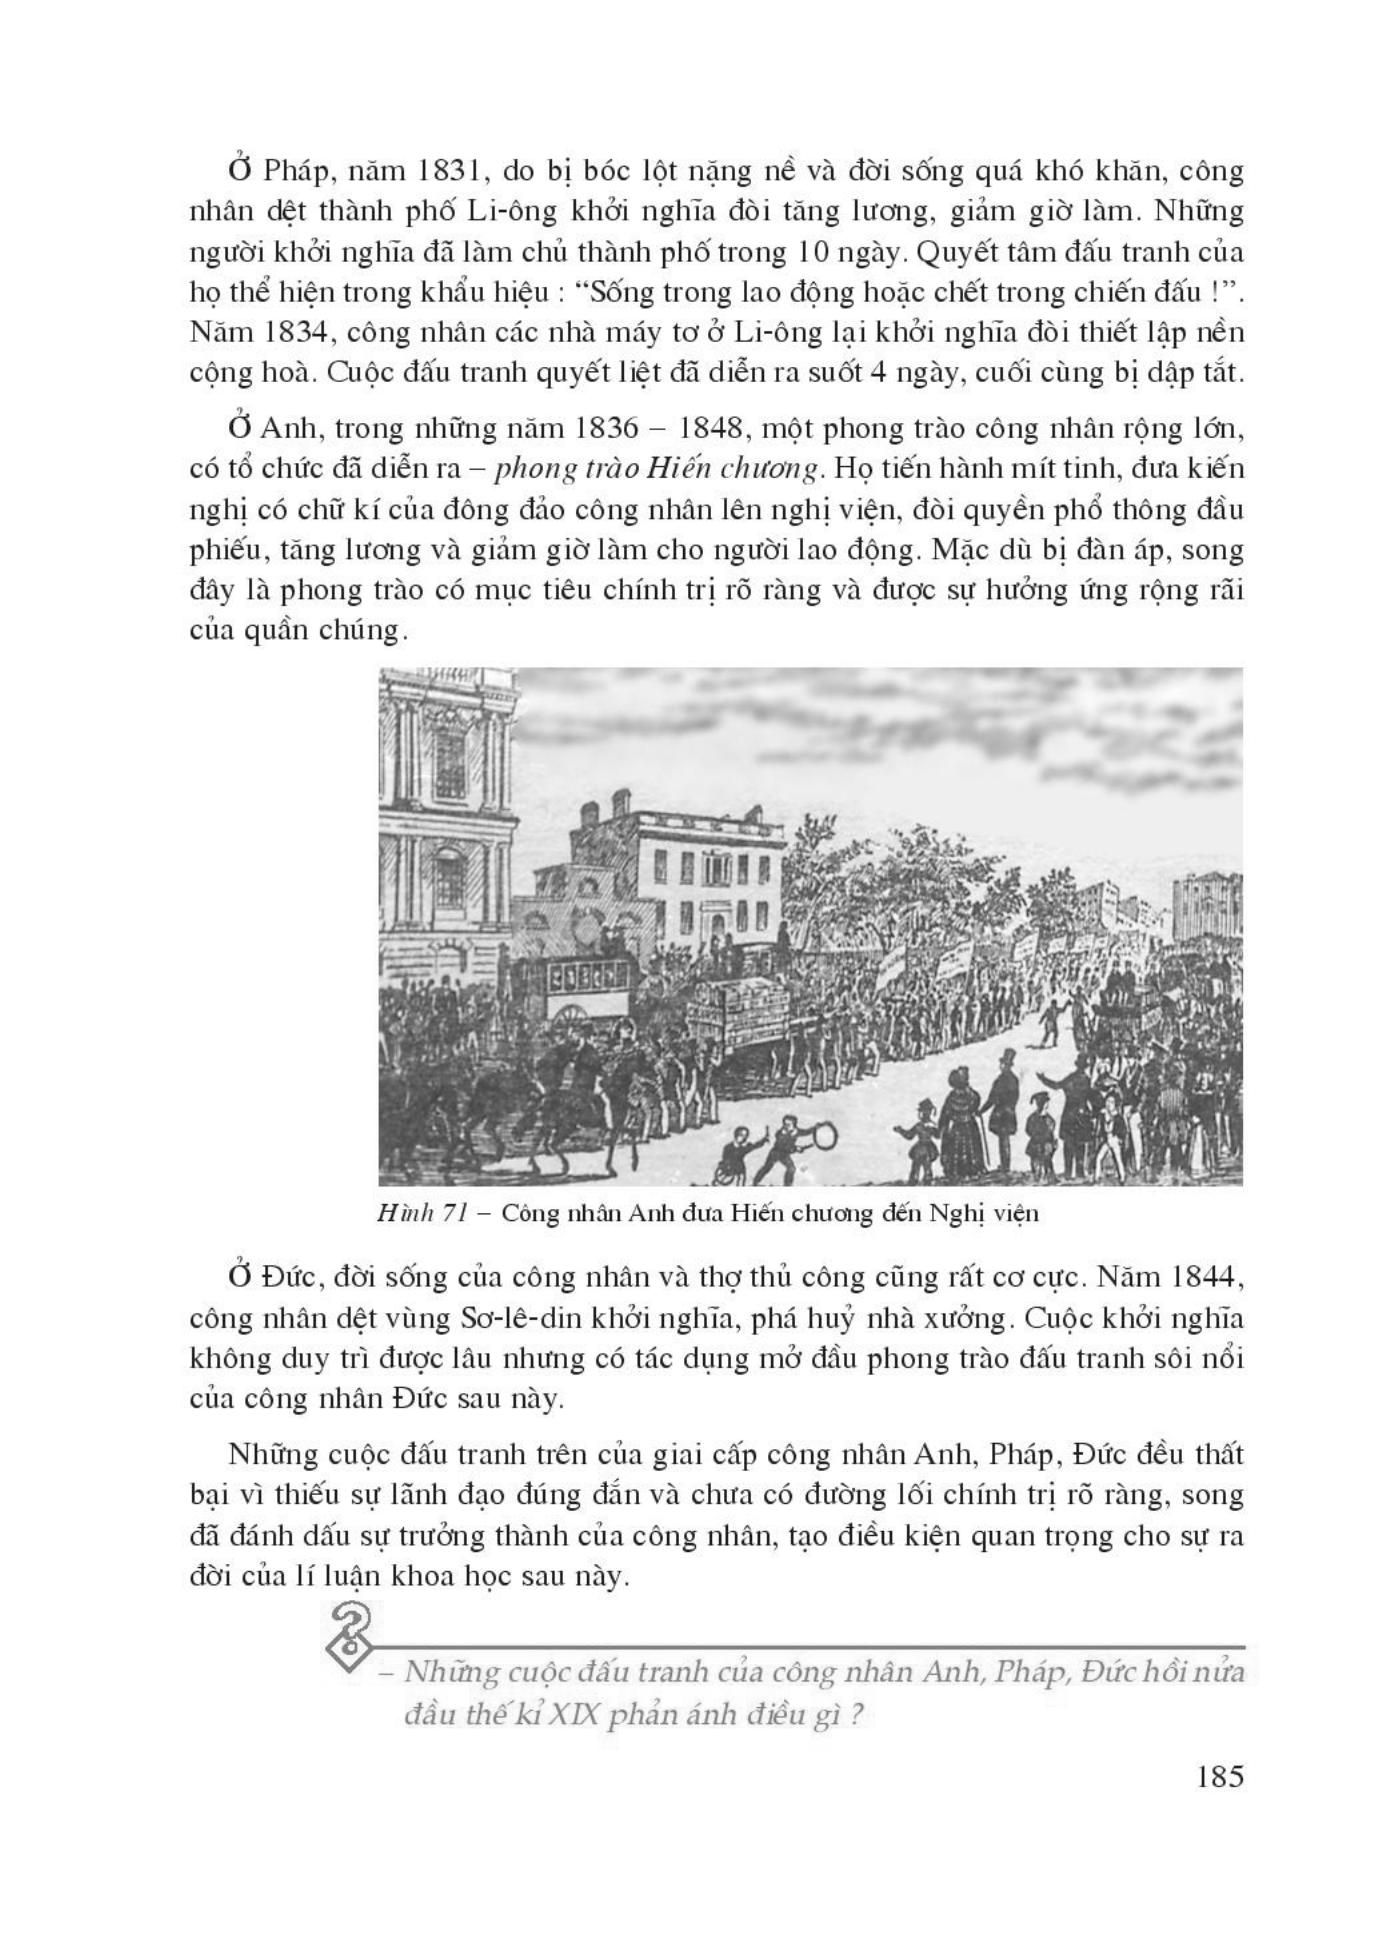 Ở Pháp, năm 1831, do bị bóc lột nặng nề và đời sống quá khó khăn, công
nhân dệt thành phố Li-ông khởi nghĩa đòi tăng lương, giảm giờ làm. Những
người khởi nghĩa đã làm chủ thành phố trong 10 ngày. Quyết tâm đấu tranh của
họ thể hiện trong khẩu hiệu : “Sống trong lao động hoặc chết trong chiến đấu !”.
Năm 1834, công nhân các nhà máy tơ ở Li-ông lại khởi nghĩa đòi thiết lập nền
cộng hoà. Cuộc đấu tranh quyết liệt đã diễn ra suốt 4 ngày, cuối cùng bị dập tắt.
Ở Anh, trong những năm 1836 – 1848, một phong trào công nhân rộng lớn,
có tổ chức đã diễn ra – phong trào Hiến chương. Họ tiến hành mít tinh, đưa kiến
nghị có chữ kí của đông đảo công nhân lên nghị viện, đòi quyền phổ thông đầu
phiếu, tăng lương và giảm giờ làm cho người lao động. Mặc dù bị đàn áp, song
đây là phong trào có mục tiêu chính trị rõ ràng và được sự hưởng ứng rộng rãi
của quần chúng.
Hình 71 – Công nhân Anh đưa Hiến chương đến Nghị viện
Ở Đức, đời sống của công nhân và thợ thủ công cũng rất cơ cực. Năm 1844,
công nhân dệt vùng Sơ-lê-din khởi nghĩa, phá huỷ nhà xưởng. Cuộc khởi nghĩa
không duy trì được lâu nhưng có tác dụng mở đầu phong trào đấu tranh sôi nổi
của công nhân Đức sau này.
Những cuộc đấu tranh trên của giai cấp công nhân Anh, Pháp, Đức đều thất
bại vì thiếu sự lãnh đạo đúng đắn và chưa có đường lối chính trị rõ ràng, song
đã đánh dấu sự trưởng thành của công nhân, tạo điều kiện quan trọng cho sự ra
đời của lí luận khoa học sau này.
– Những cuộc đấu tranh của công nhân Anh, Pháp, Đức hồi nửa
đầu thế kỉ XIX phản ánh điều gì ?
185